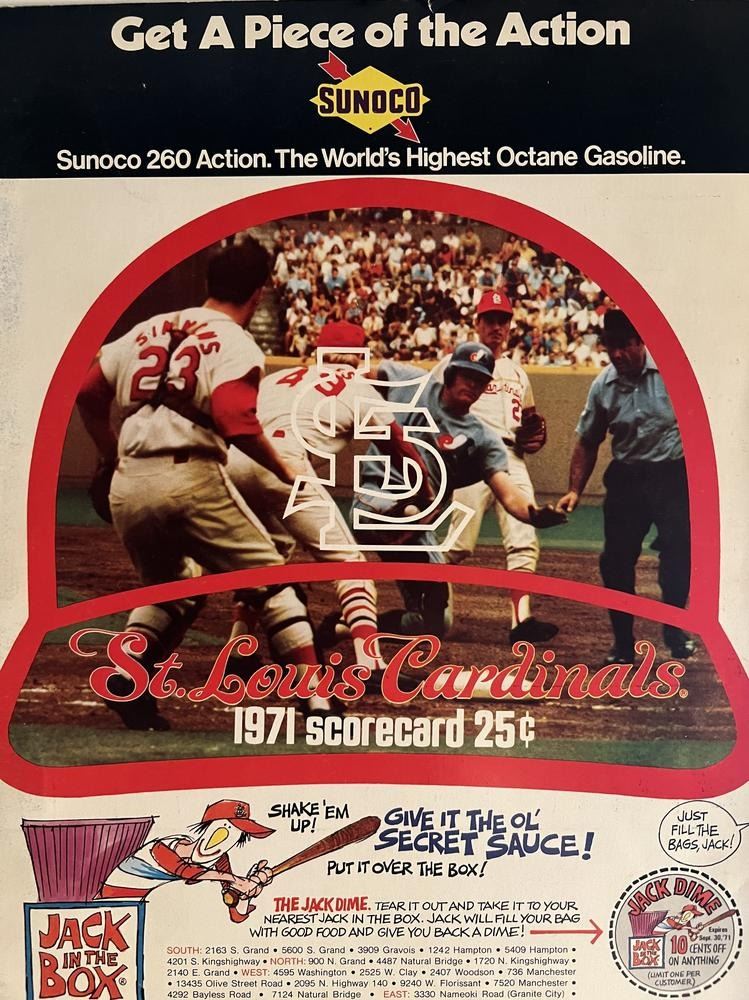 Get A Piece of the Action
SUNOCO
Sunoco 260 Action. The World's Highest Octane Gasoline.
SIMMONS
23
43
StL
St. Louis Cardinals®
1971 scorecard 25¢
SHAKE 'EM
UP!
GIVE IT THE OL'
SECRET SAUCE!
PUT IT OVER THE BOX!
JUST
FILL THE
BAGS, JACK!
THE JACK DIME. TEAR IT OUT AND TAKE IT TO YOUR
NEAREST JACK IN THE BOX. JACK WILL FILL YOUR BAG
WITH GOOD FOOD AND GIVE YOU BACK A DIME!
JACK
IN THE
BOX®
JACK DIME
Expires
Sept. 30, '71
JACK
IN THE
BOX
10 CENTS OFF
ON ANYTHING
(LIMIT ONE PER
CUSTOMER)
SOUTH: 2163 S. Grand • 5600 S. Grand • 3909 Gravois • 1242 Hampton • 5409 Hampton •
4201 S. Kingshighway • NORTH: 900 N. Grand • 4487 Natural Bridge • 1720 N. Kingshighway •
2140 E. Grand • WEST: 4595 Washington • 2525 W. Clay • 2407 Woodson • 736 Manchester
• 13435 Olive Street Road • 2095 N. Highway 140 • 9240 W. Florissant • 7520 Manchester •
4292 Bayless Road • 7124 Natural Bridge • EAST: 3330 Nameoki Road (Granite City) •